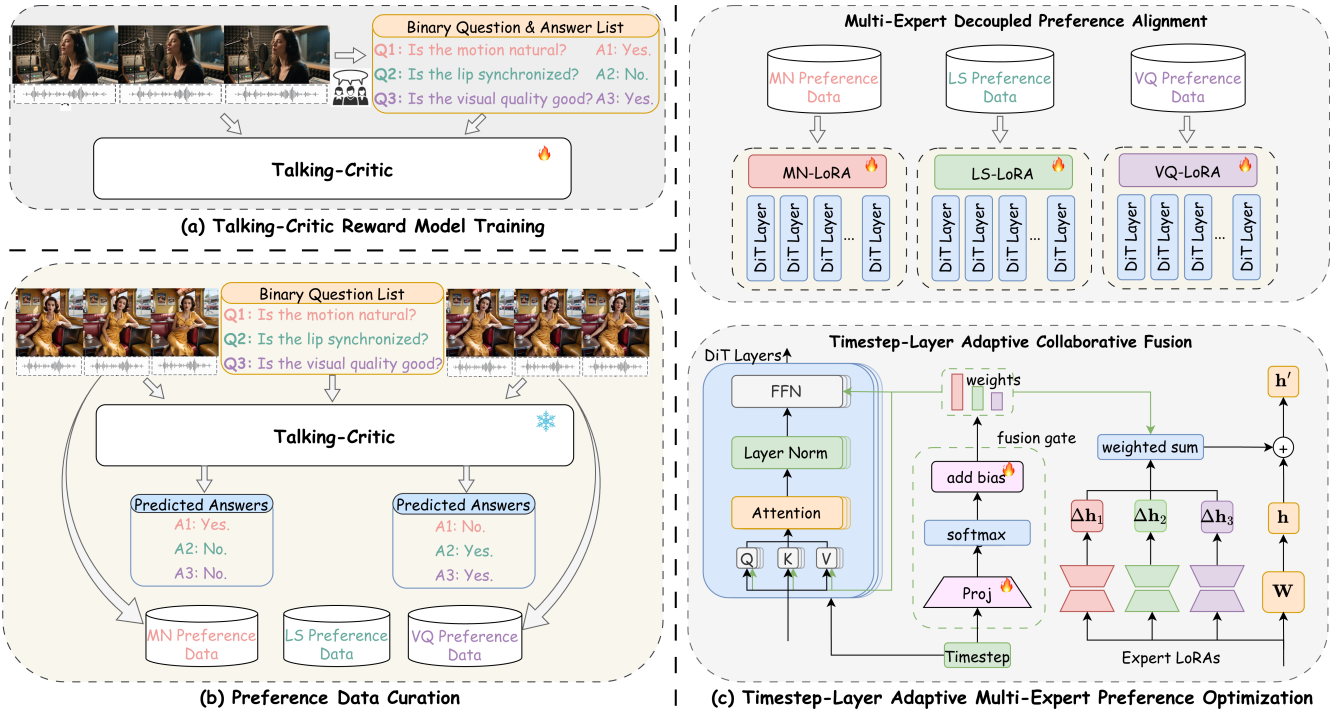 Binary Question & Answer List
Q1: Is the motion natural? A1: Yes.
Q2: Is the lip synchronized? A2: No.
Q3: Is the visual quality good? A3: Yes.
Talking-Critic
(a) Talking-Critic Reward Model Training
Binary Question List
Q1: Is the motion natural?
Q2: Is the lip synchronized?
Q3: Is the visual quality good?
Talking-Critic
Predicted Answers
A1: Yes.
A2: No.
A3: No.
Predicted Answers
A1: No.
A2: Yes.
A3: Yes.
MN Preference
Data
LS Preference
Data
VQ Preference
Data
(b) Preference Data Curation
Multi-Expert Decoupled Preference Alignment
MN Preference
Data
LS Preference
Data
VQ Preference
Data
MN-LoRA
DiT Layer
DiT Layer
DiT Layer
...
DiT Layer
LS-LoRA
DiT Layer
DiT Layer
DiT Layer
...
DiT Layer
VQ-LoRA
DiT Layer
DiT Layer
DiT Layer
...
DiT Layer
Timestep-Layer Adaptive Collaborative Fusion
DiT Layers
FFN
Layer Norm
Attention
Q
K
V
weights
fusion gate
add bias
softmax
Proj
Timestep
weighted sum
Δh₁
Δh₂
Δh₃
Expert LoRAs
h′
+
h
W
(c) Timestep-Layer Adaptive Multi-Expert Preference Optimization